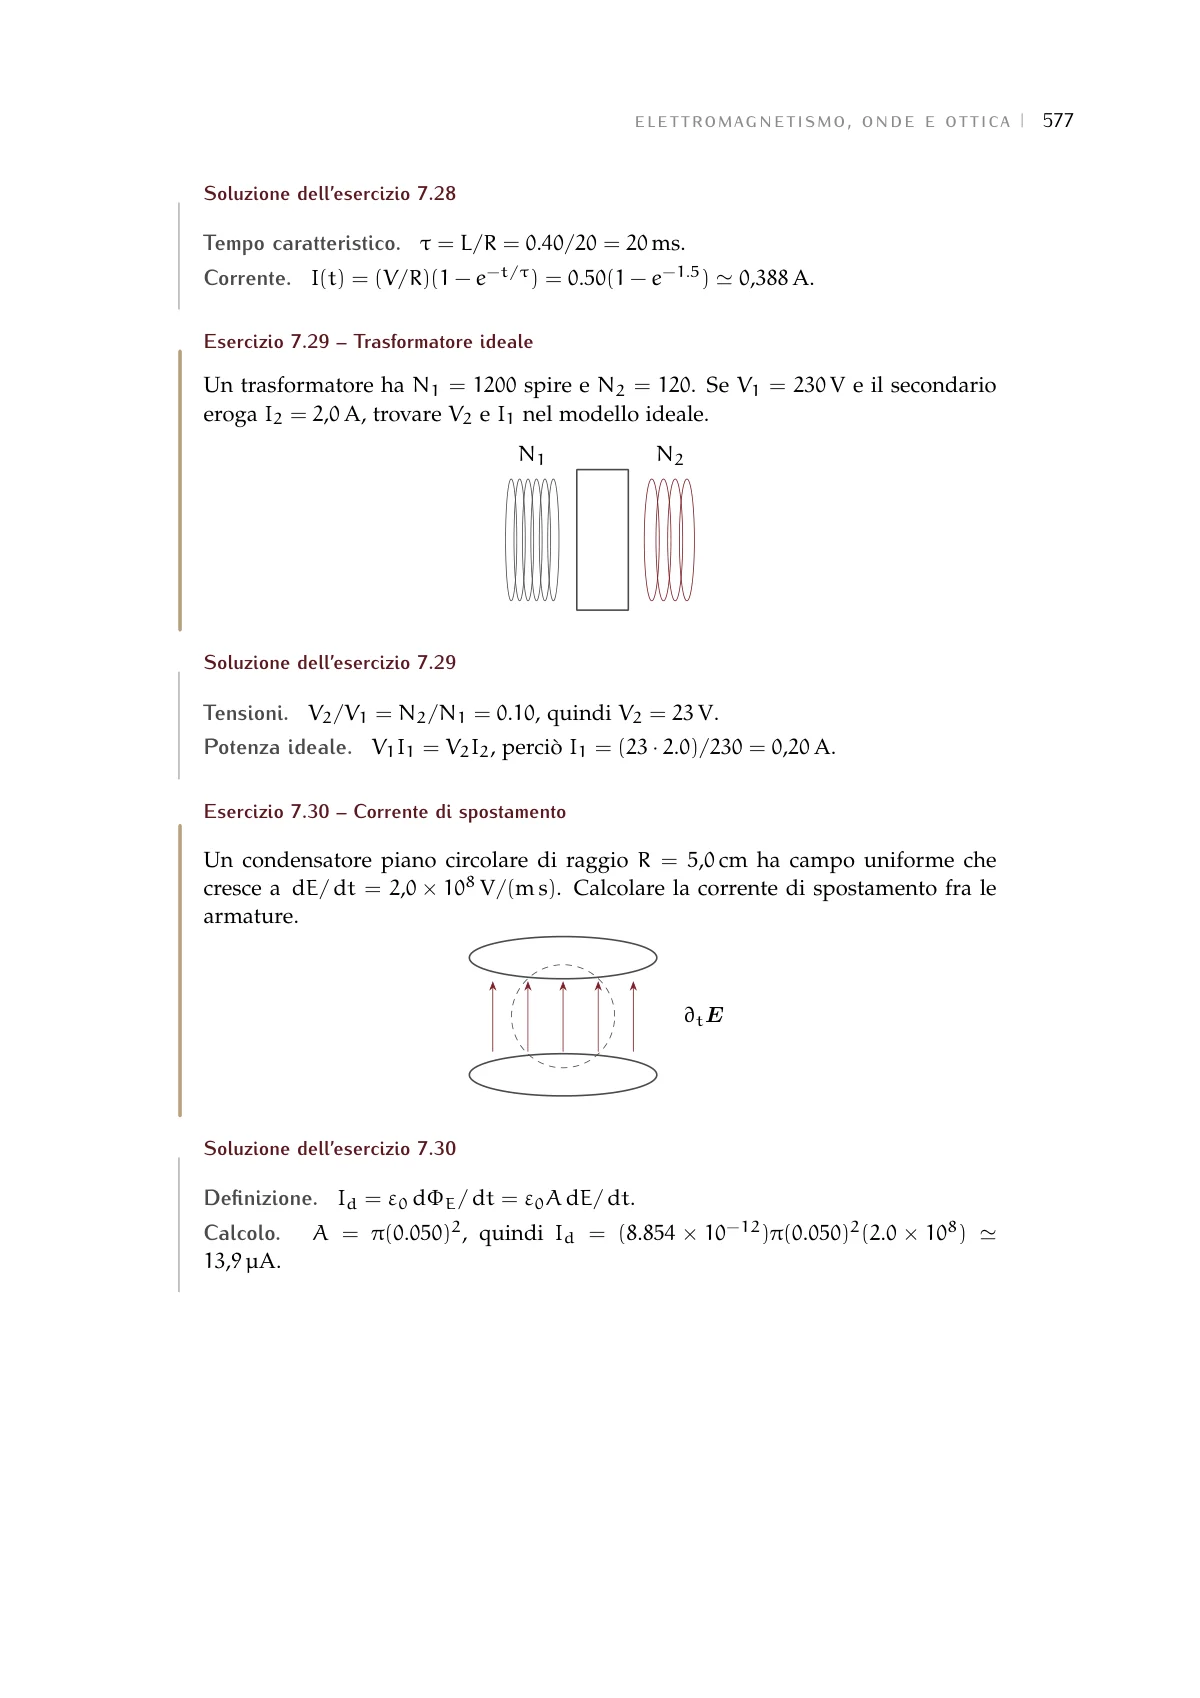 ELETTROMAGNETISMO, ONDE E OTTICA | 577
Soluzione dell'esercizio 7.28
Tempo caratteristico. τ = L/R = 0.40/20 = 20 ms.
Corrente. I(t) = (V/R)(1 − e^{−t/τ}) = 0.50(1 − e^{−1.5}) ≃ 0,388 A.
Esercizio 7.29 – Trasformatore ideale
Un trasformatore ha N₁ = 1200 spire e N₂ = 120. Se V₁ = 230 V e il secondario
eroga I₂ = 2,0 A, trovare V₂ e I₁ nel modello ideale.
N₁ N₂
Soluzione dell'esercizio 7.29
Tensioni. V₂/V₁ = N₂/N₁ = 0.10, quindi V₂ = 23 V.
Potenza ideale. V₁I₁ = V₂I₂, perciò I₁ = (23 · 2.0)/230 = 0,20 A.
Esercizio 7.30 – Corrente di spostamento
Un condensatore piano circolare di raggio R = 5,0 cm ha campo uniforme che
cresce a dE/dt = 2,0 × 10⁸ V/(m s). Calcolare la corrente di spostamento fra le
armature.
∂ₜE
Soluzione dell'esercizio 7.30
Definizione. I_d = ε₀ dΦ_E/dt = ε₀A dE/dt.
Calcolo. A = π(0.050)², quindi I_d = (8.854 × 10⁻¹²)π(0.050)²(2.0 × 10⁸) ≃
13,9 µA.